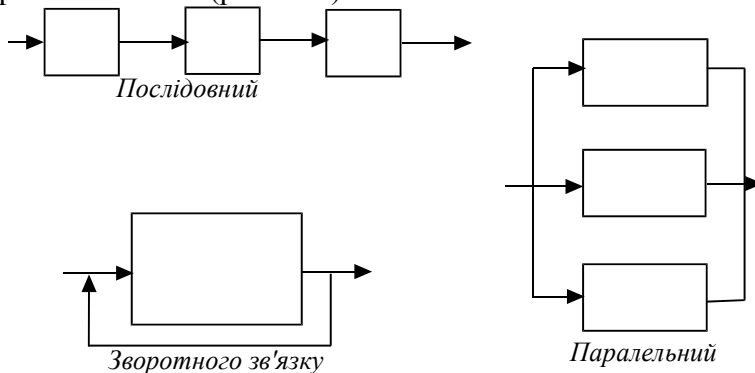 Послідовний
Зворотного зв'язку
Паралельний